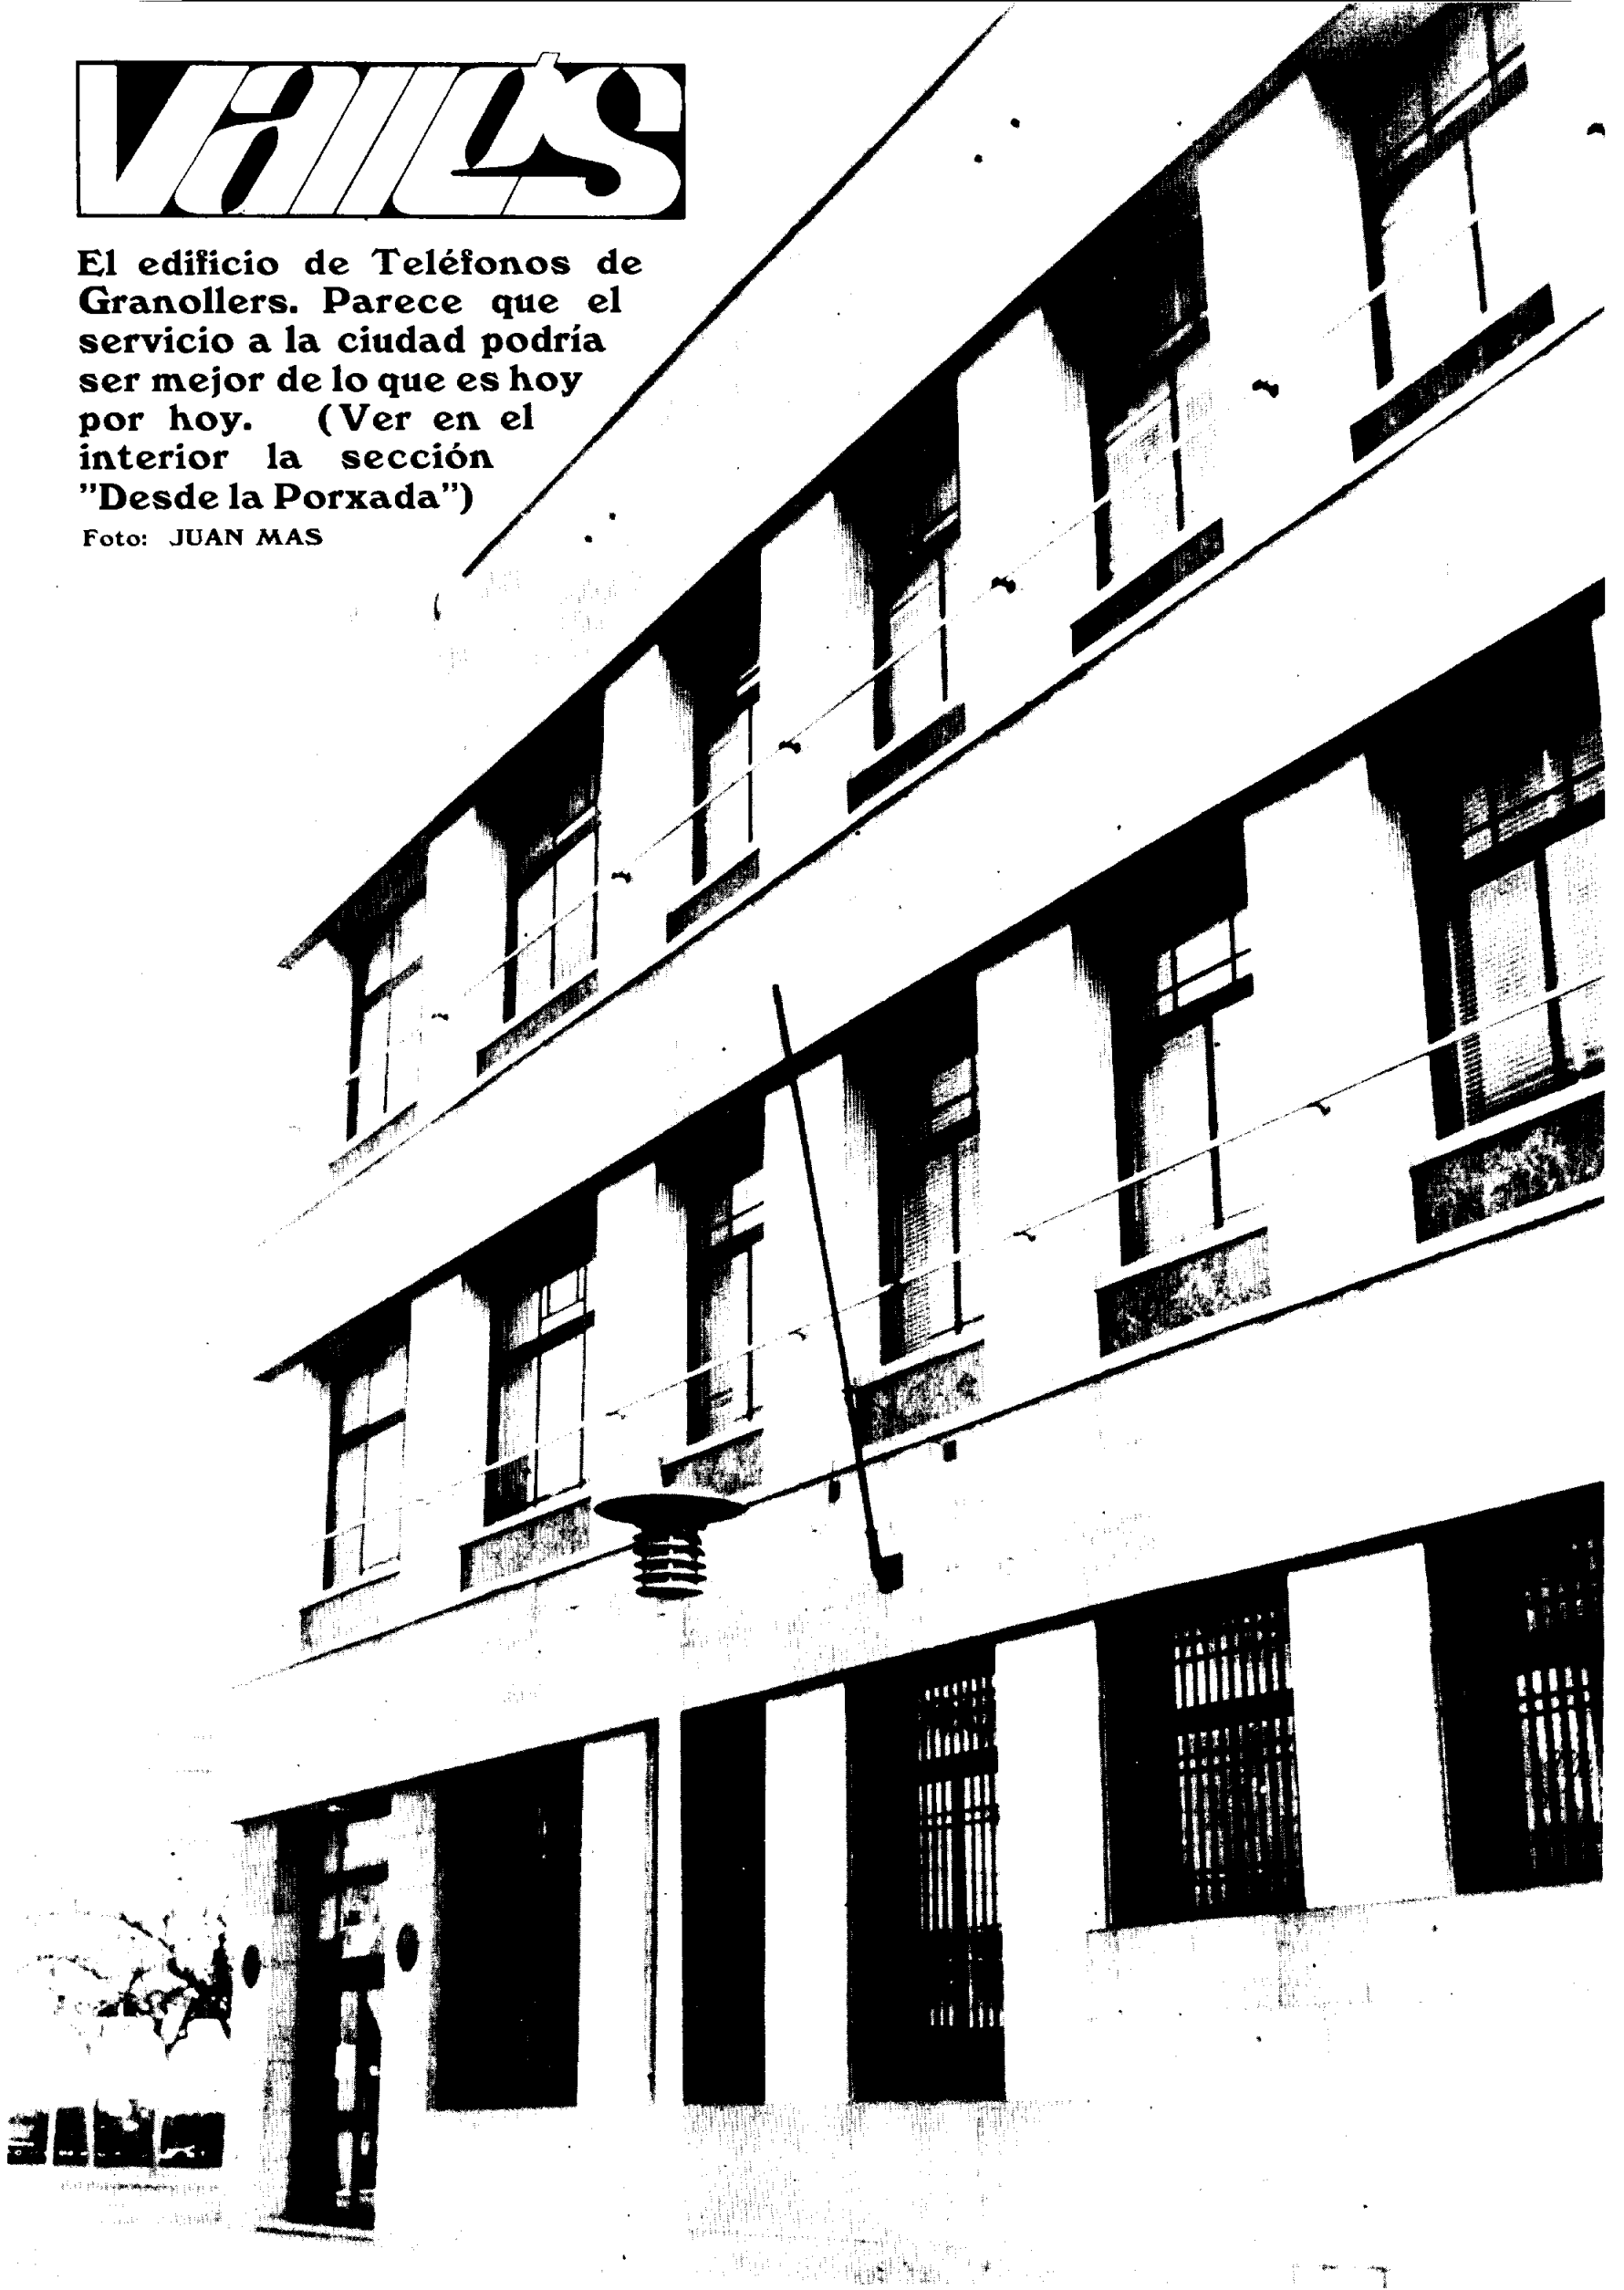 Vallés
El edificio de Teléfonos de
Granollers. Parece que el
servicio a la ciudad podría
ser mejor de lo que es hoy
por hoy. (Ver en el
interior la sección
"Desde la Porxada")
Foto: JUAN MAS